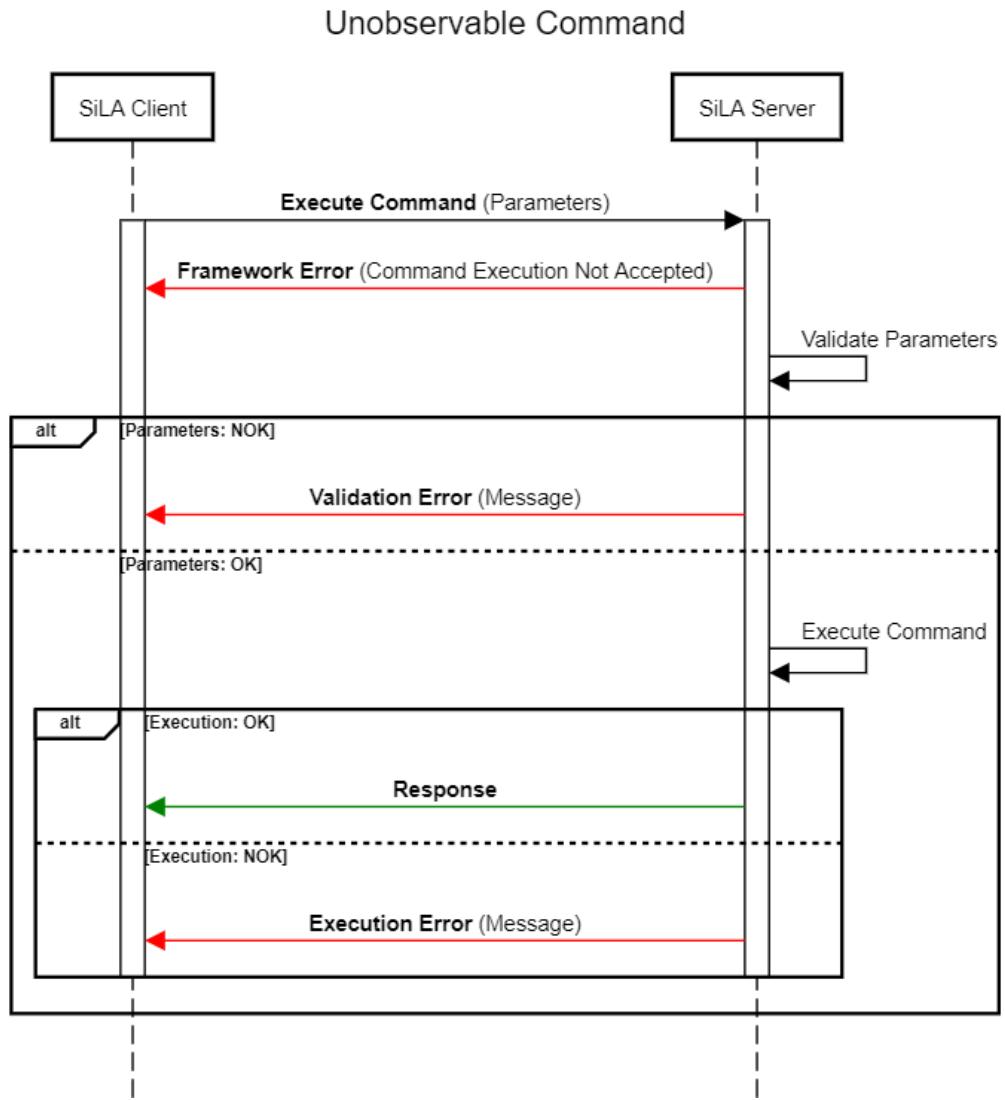 Unobservable Command
SiLA Client
SiLA Server
Execute Command (Parameters)
Framework Error (Command Execution Not Accepted)
Validate Parameters
alt
[Parameters: NOK]
Validation Error (Message)
[Parameters: OK]
Execute Command
alt
[Execution: OK]
Response
[Execution: NOK]
Execution Error (Message)